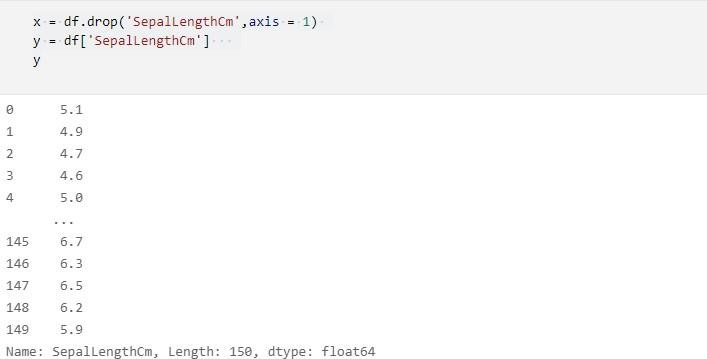 x = df.drop('SepalLengthCm',axis = 1)
y = df['SepalLengthCm']
y
0      5.1
1      4.9
2      4.7
3      4.6
4      5.0
      ...
145    6.7
146    6.3
147    6.5
148    6.2
149    5.9
Name: SepalLengthCm, Length: 150, dtype: float64